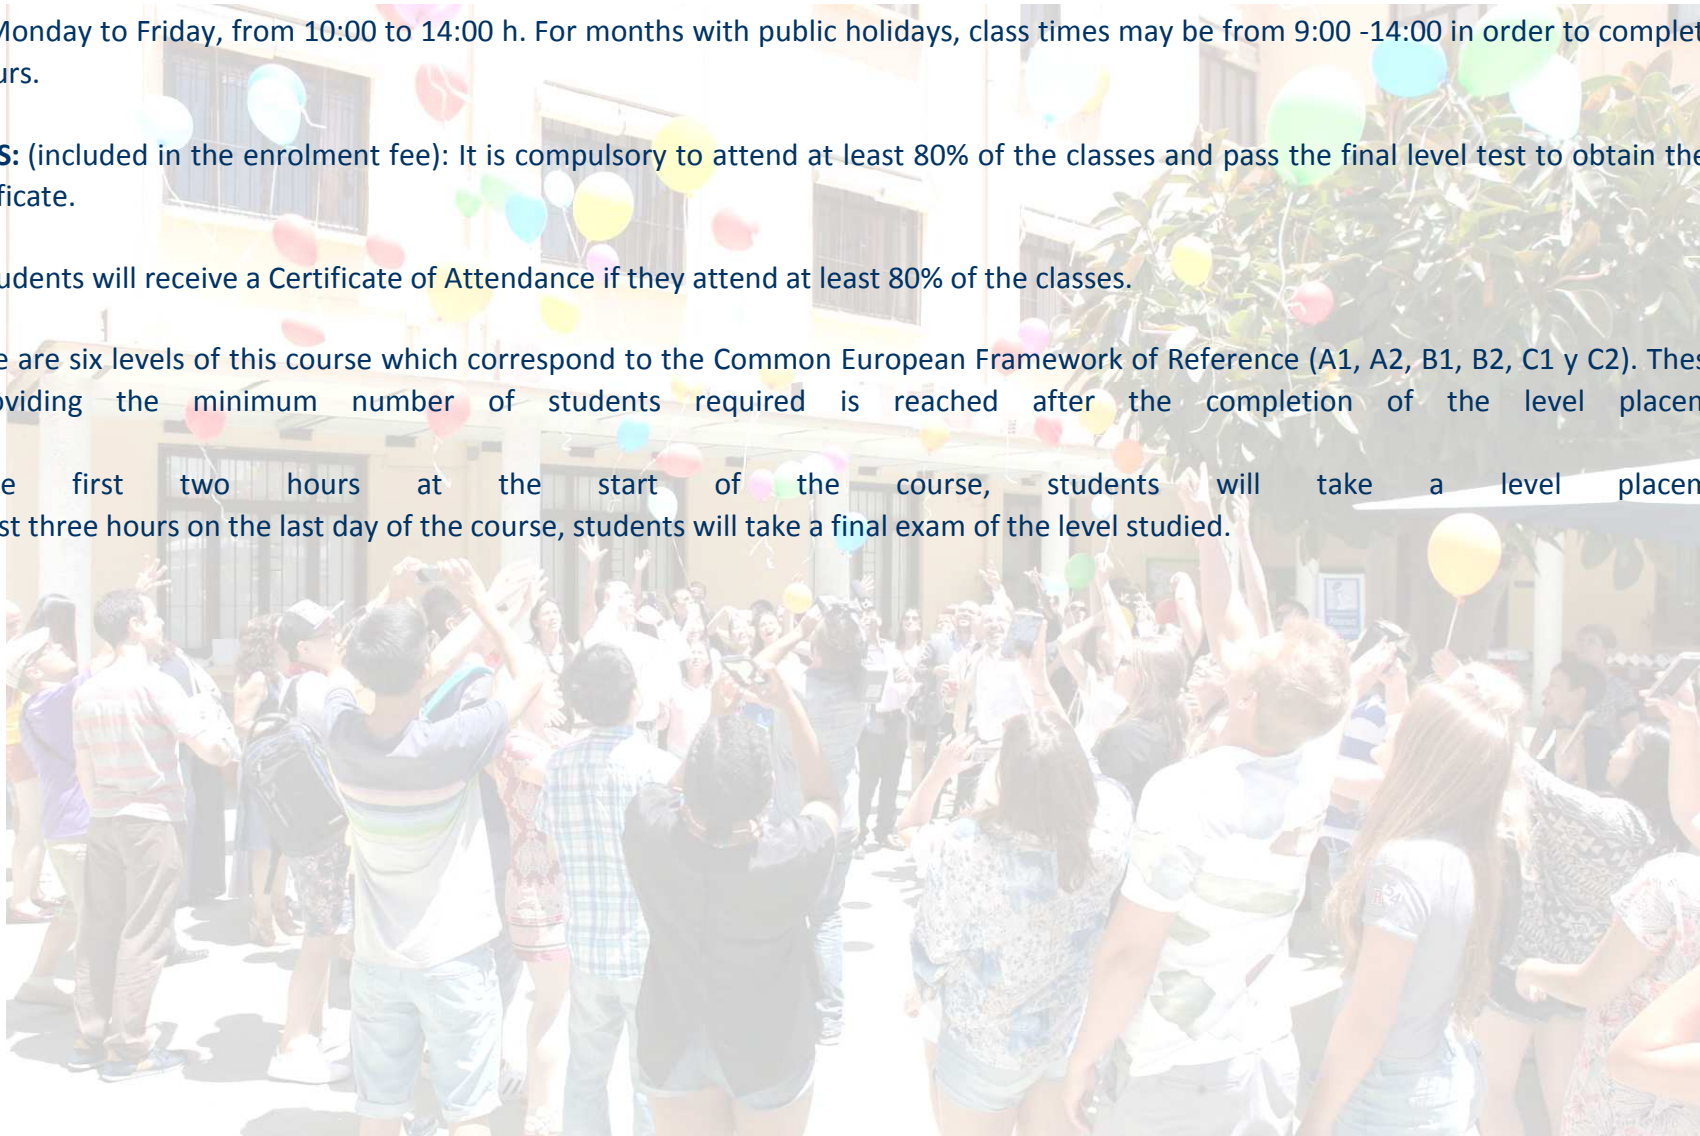 Monday to Friday, from 10:00 to 14:00 h. For months with public holidays, class times may be from 9:00 -14:00 in order to complet
urs.
S: (included in the enrolment fee): It is compulsory to attend at least 80% of the classes and pass the final level test to obtain the
ficate.
udents will receive a Certificate of Attendance if they attend at least 80% of the classes.
e are six levels of this course which correspond to the Common European Framework of Reference (A1, A2, B1, B2, C1 y C2). Thes
oviding the minimum number of students required is reached after the completion of the level placem
e first two hours at the start of the course, students will take a level placem
st three hours on the last day of the course, students will take a final exam of the level studied.